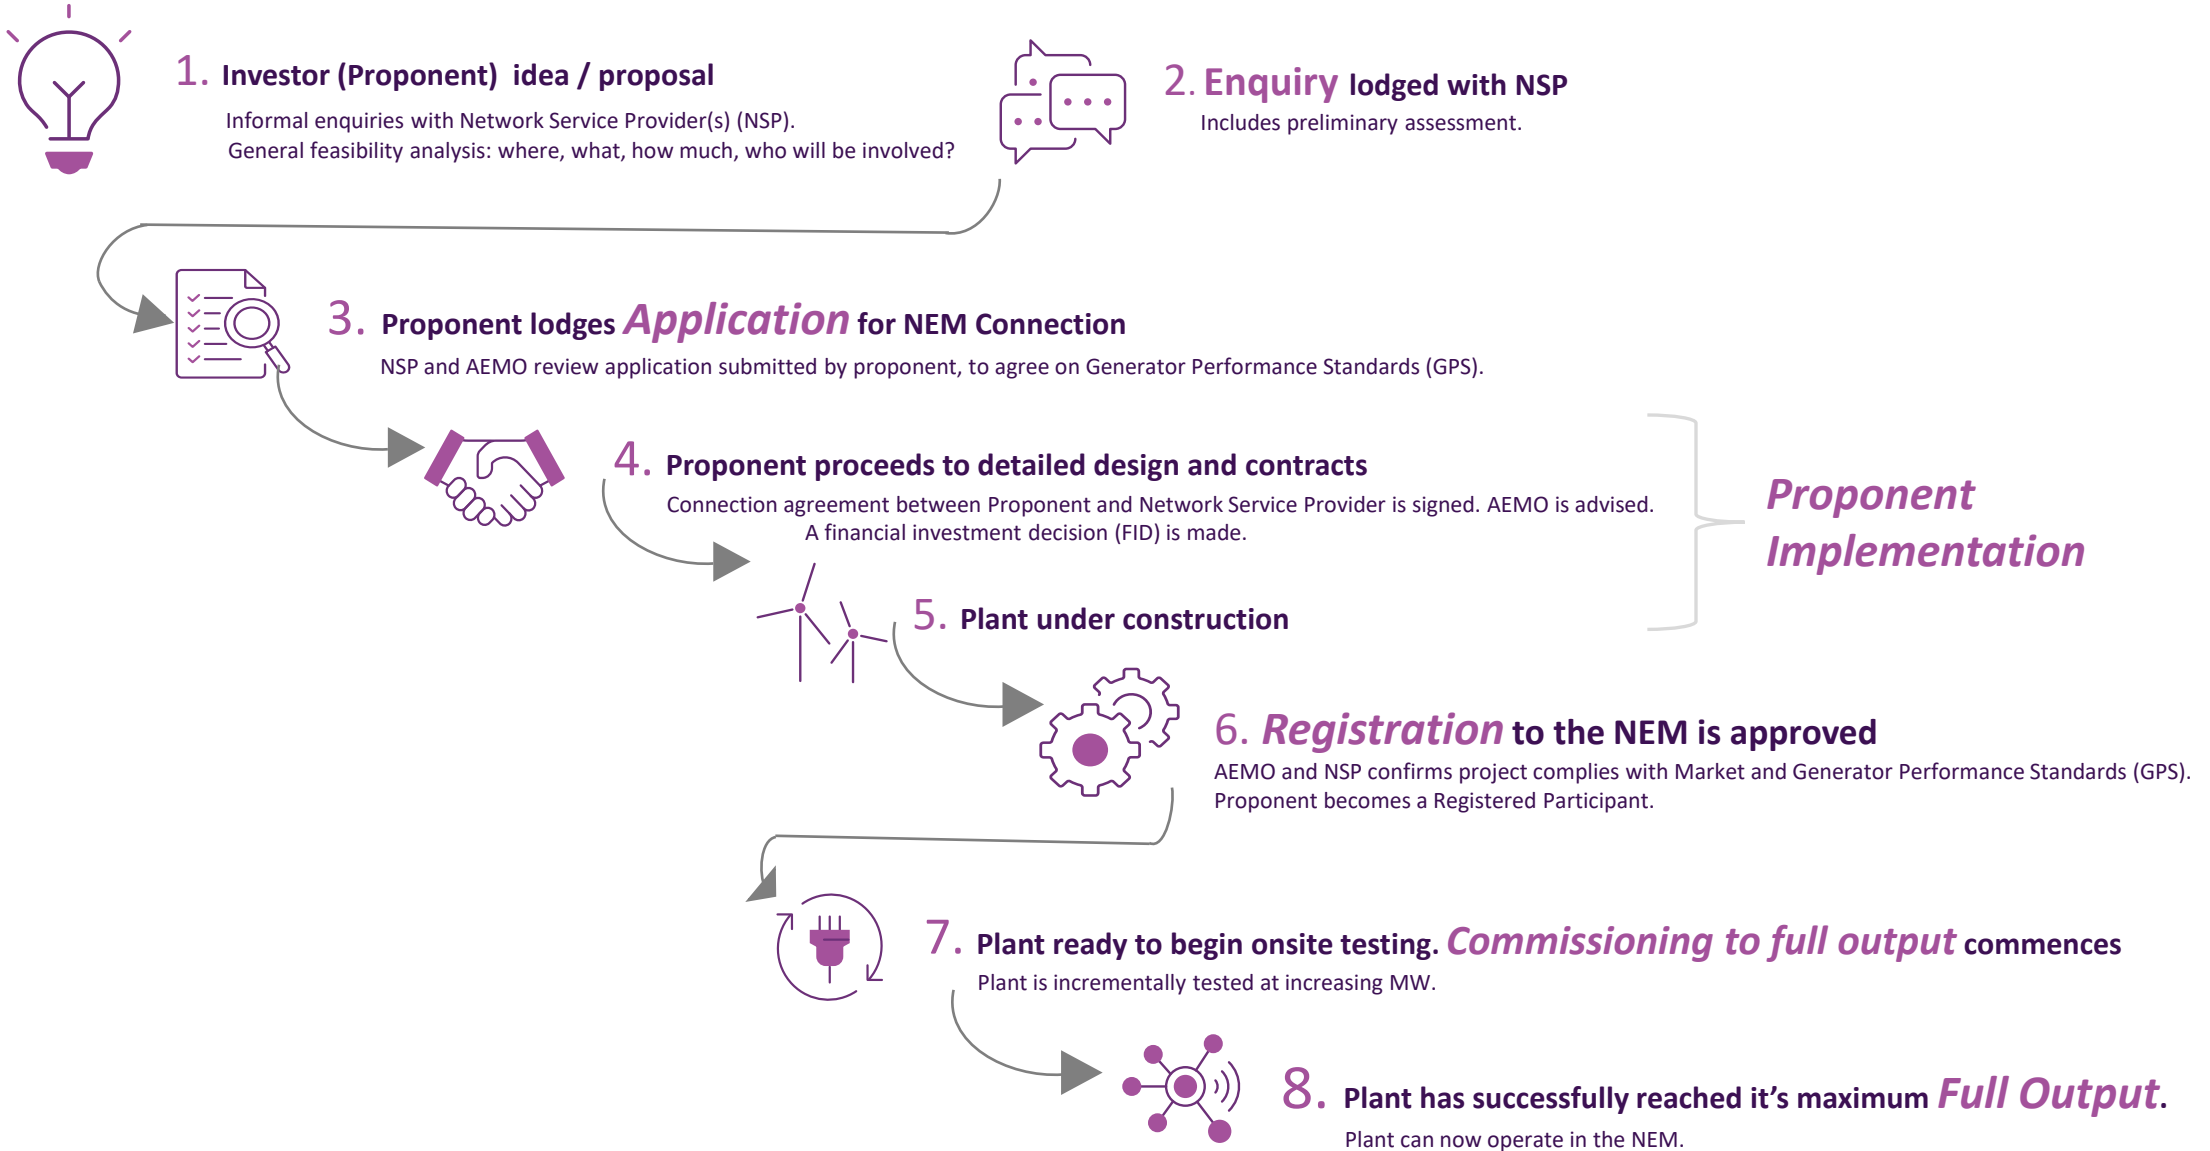 1. Investor (Proponent) idea / proposal
Informal enquiries with Network Service Provider(s) (NSP).
General feasibility analysis: where, what, how much, who will be involved?
2. Enquiry lodged with NSP
Includes preliminary assessment.
3. Proponent lodges Application for NEM Connection
NSP and AEMO review application submitted by proponent, to agree on Generator Performance Standards (GPS).
4. Proponent proceeds to detailed design and contracts
Connection agreement between Proponent and Network Service Provider is signed. AEMO is advised.
A financial investment decision (FID) is made.
5. Plant under construction
Proponent
Implementation
6. Registration to the NEM is approved
AEMO and NSP confirms project complies with Market and Generator Performance Standards (GPS).
Proponent becomes a Registered Participant.
7. Plant ready to begin onsite testing. Commissioning to full output commences
Plant is incrementally tested at increasing MW.
8. Plant has successfully reached it's maximum Full Output.
Plant can now operate in the NEM.